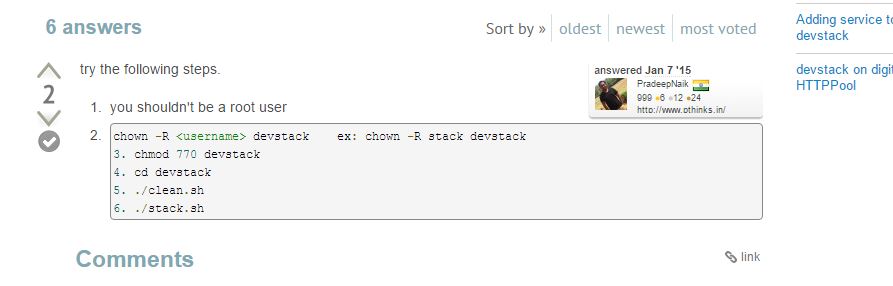 6 answers
Sort by » oldest newest most voted
Adding service to
devstack
devstack on digit
HTTPPool
2
try the following steps.
answered Jan 7 '15
PradeepNaik
999 6 12 24
http://www.othinks.in/
1. you shouldn't be a root user
2. chown -R <username> devstack    ex: chown -R stack devstack
3. chmod 770 devstack
4. cd devstack
5. ./clean.sh
6. ./stack.sh
Comments
link